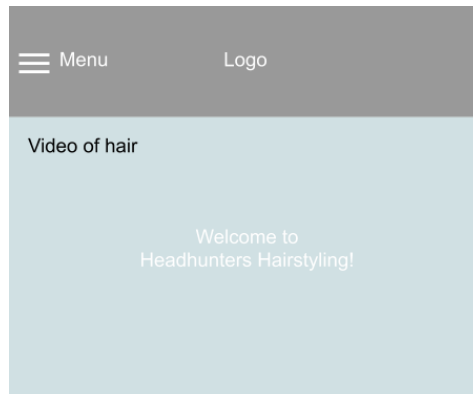 Menu
Logo
Video of hair
Welcome to
Headhunters Hairstyling!